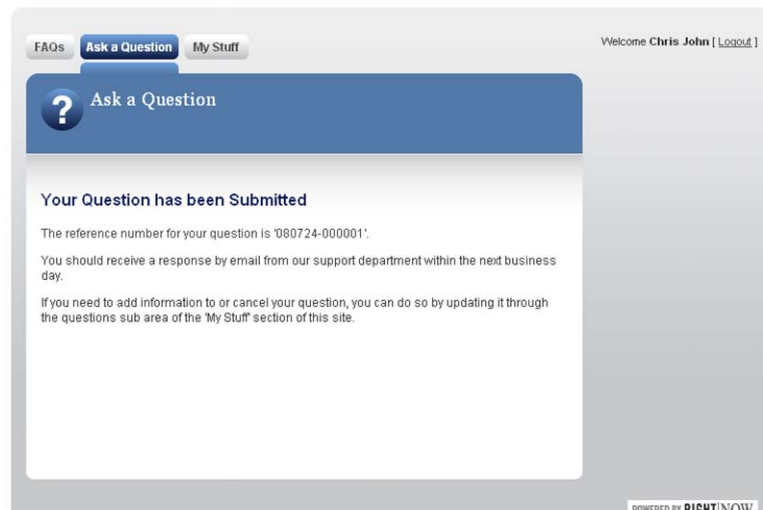 FAQs Ask a Question My Stuff Welcome Chris John [ Logout ]
? Ask a Question
Your Question has been Submitted
The reference number for your question is '080724-000001'.
You should receive a response by email from our support department within the next business
day.
If you need to add information to or cancel your question, you can do so by updating it through
the questions sub area of the 'My Stuff' section of this site.
POWERED BY RIGHT NOW